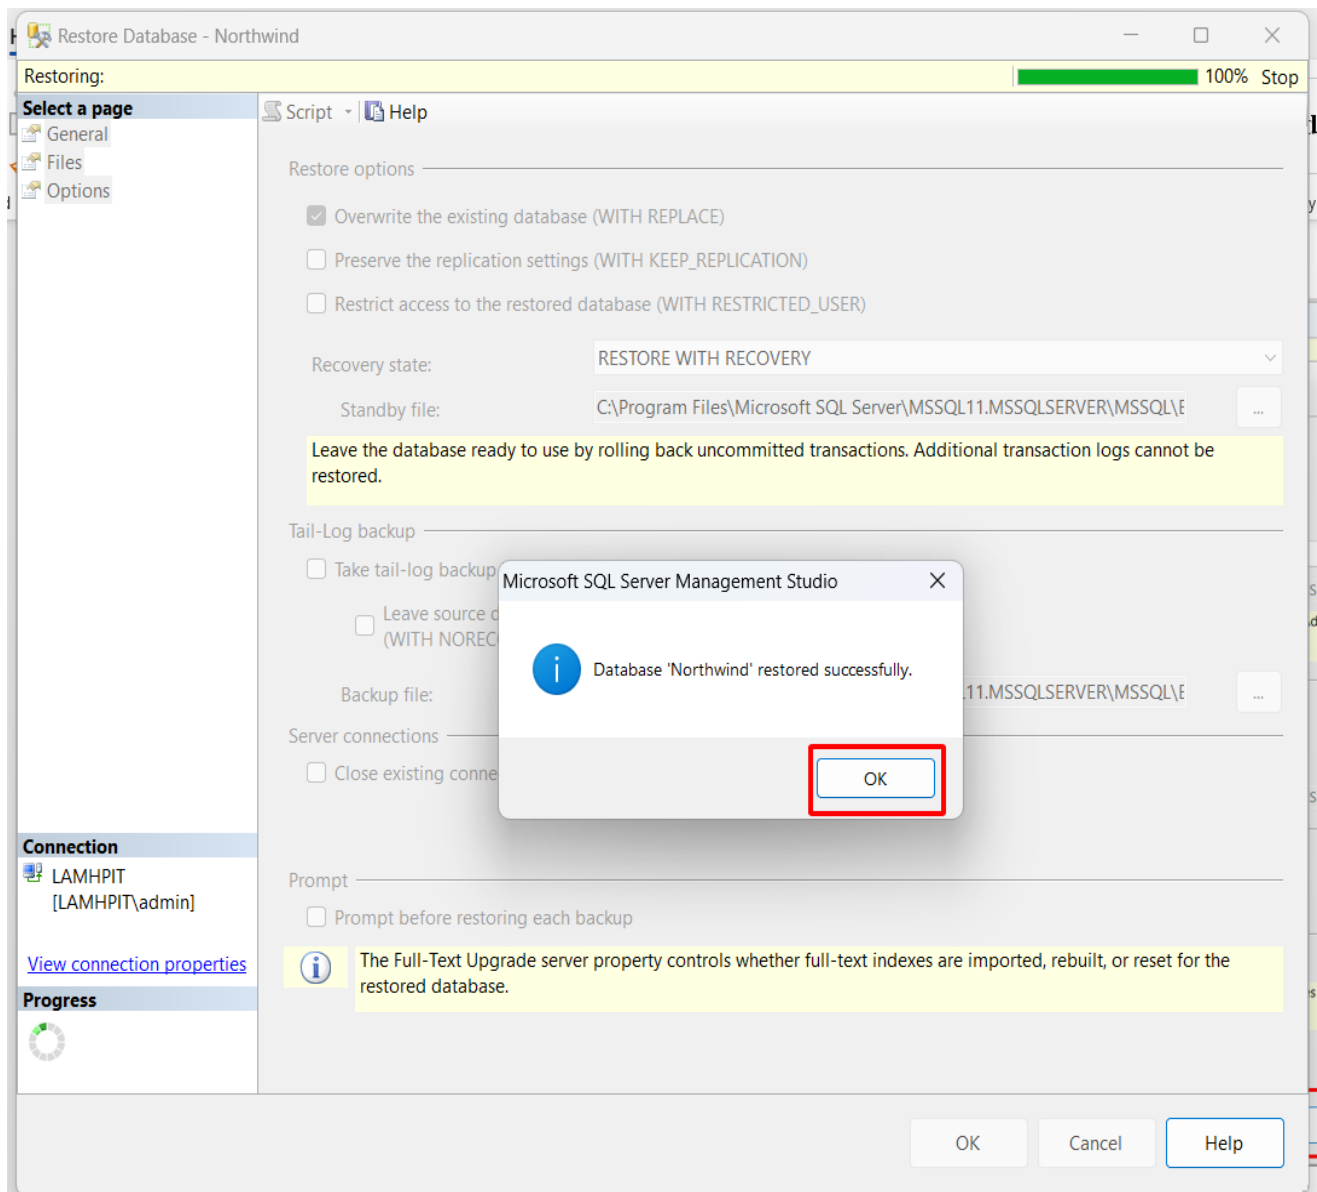 Restore Database - Northwind
Restoring:
100% Stop
Select a page
General
Files
Options
Script
Help
Restore options
Overwrite the existing database (WITH REPLACE)
Preserve the replication settings (WITH KEEP_REPLICATION)
Restrict access to the restored database (WITH RESTRICTED_USER)
Recovery state:
RESTORE WITH RECOVERY
Standby file:
C:\Program Files\Microsoft SQL Server\MSSQL11.MSSQLSERVER\MSSQL\E
...
Leave the database ready to use by rolling back uncommitted transactions. Additional transaction logs cannot be
restored.
Tail-Log backup
Take tail-log backup
Leave source
(WITH NOREC
Backup file:
11.MSSQLSERVER\MSSQL\E
...
Server connections
Close existing conne
Microsoft SQL Server Management Studio
Database 'Northwind' restored successfully.
OK
Prompt
Prompt before restoring each backup
The Full-Text Upgrade server property controls whether full-text indexes are imported, rebuilt, or reset for the
restored database.
Connection
LAMHPIT
[LAMHPIT\admin]
View connection properties
Progress
OK
Cancel
Help